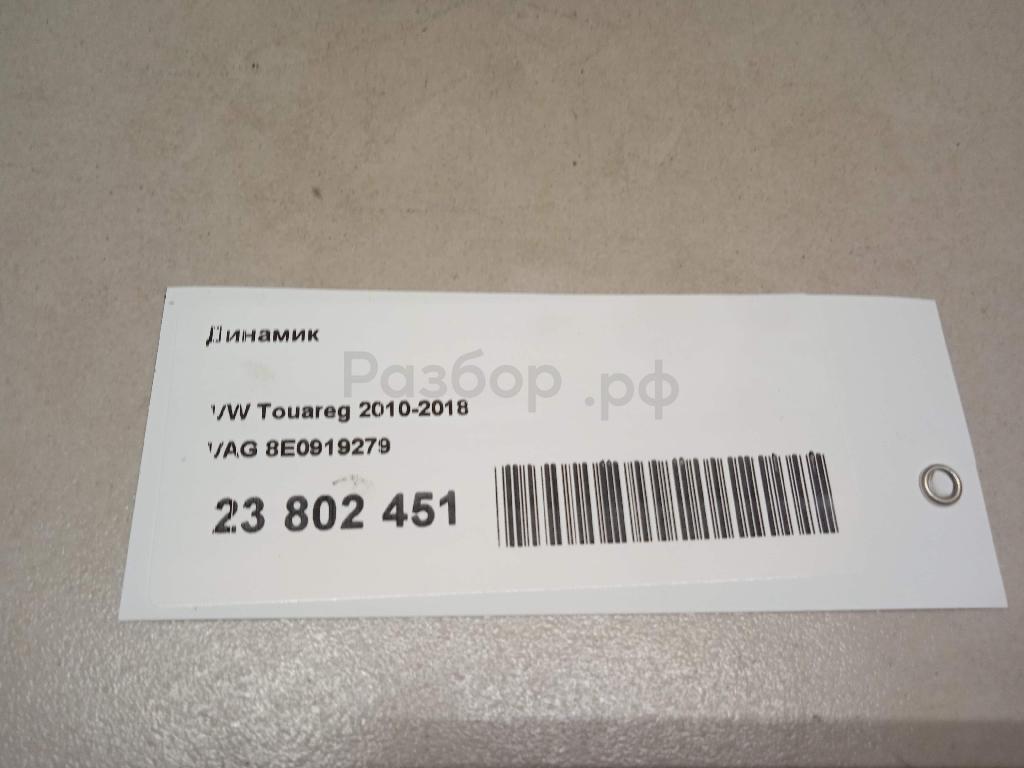 Динамик
Разбор.рф
VW Touareg 2010-2018
VAG 8E0919279
23 802 451